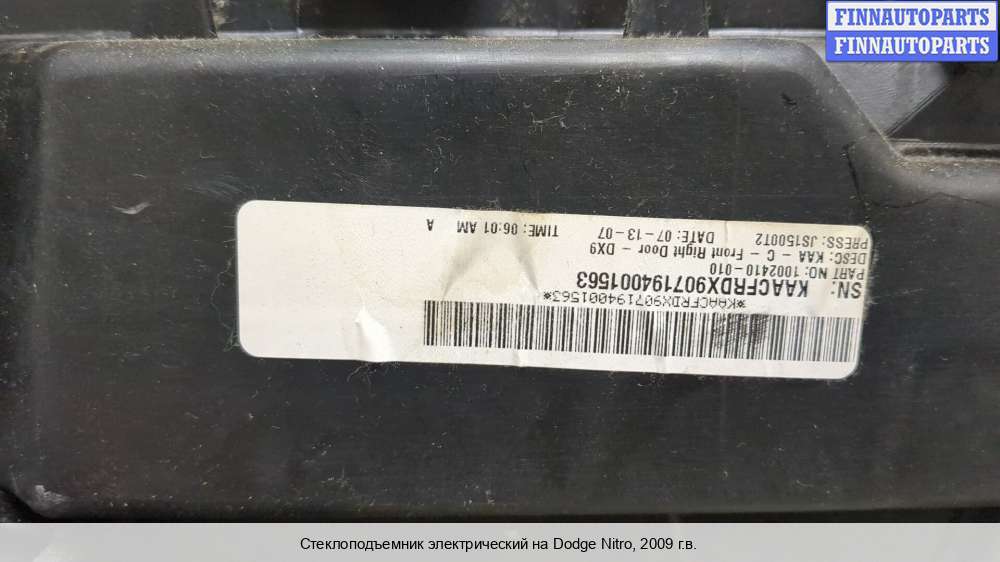 FINNAUTOPARTS
FINNAUTOPARTS
SN: KAACFRDX907194001563
*KAACFRDX907194001563*
PART NO: 1002410-010
DESC: KAA - C - Front Right Door - DX9
PRESS: JS1500T2 DATE: 07-13-07 TIME: 06:01 AM A
Стеклоподъемник электрический на Dodge Nitro, 2009 г.в.